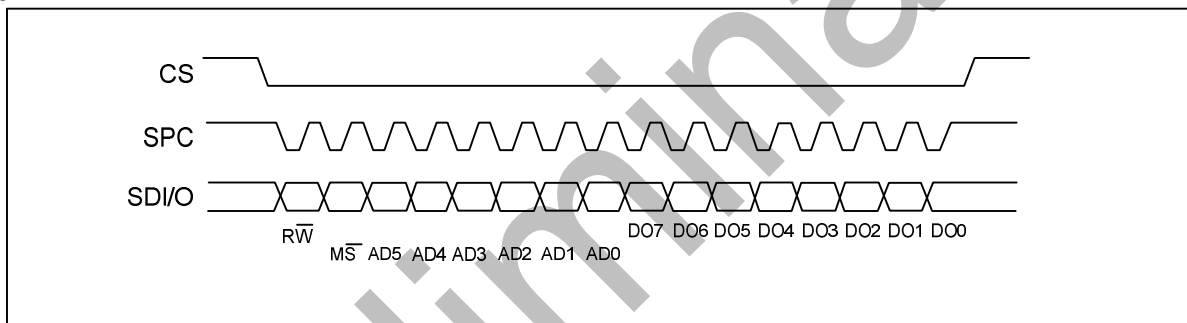 CS
SPC
SDI/O
RW̅ DO7 DO6 DO5 DO4 DO3 DO2 DO1 DO0
MS̅ AD5 AD4 AD3 AD2 AD1 AD0